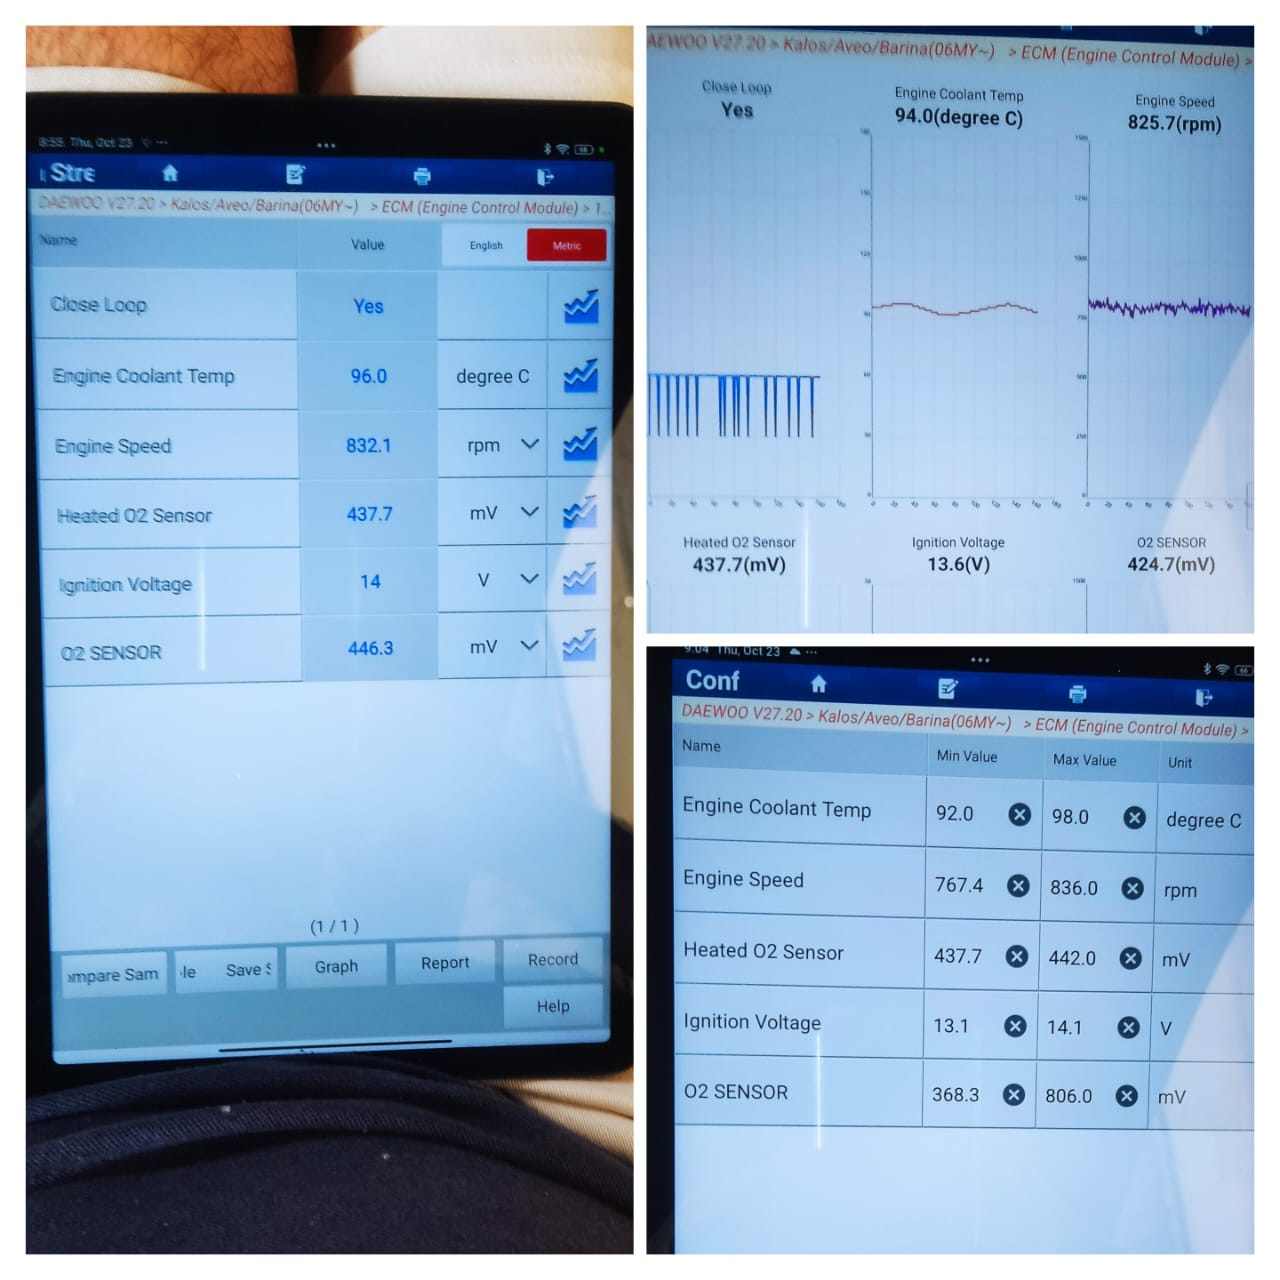 8:55 Thu, Oct 23
Stre
DAEWOO V27.20 > Kalos/Aveo/Barina(06MY~) > ECM (Engine Control Module) > 1...
Name Value English Metric
Close Loop Yes
Engine Coolant Temp 96.0 degree C
Engine Speed 832.1 rpm
Heated O2 Sensor 437.7 mV
Ignition Voltage 14 V
O2 SENSOR 446.3 mV
(1 / 1)
ompare Sam le Save S Graph Report Record
Help
DAEWOO V27.20 > Kalos/Aveo/Barina(06MY~) > ECM (Engine Control Module) >
Close Loop Engine Coolant Temp Engine Speed
Yes 94.0(degree C) 825.7(rpm)
Heated O2 Sensor Ignition Voltage O2 SENSOR
437.7(mV) 13.6(V) 424.7(mV)
9:04 Thu, Oct 23
Conf
DAEWOO V27.20 > Kalos/Aveo/Barina(06MY~) > ECM (Engine Control Module) >
Name Min Value Max Value Unit
Engine Coolant Temp 92.0 98.0 degree C
Engine Speed 767.4 836.0 rpm
Heated O2 Sensor 437.7 442.0 mV
Ignition Voltage 13.1 14.1 V
O2 SENSOR 368.3 806.0 mV